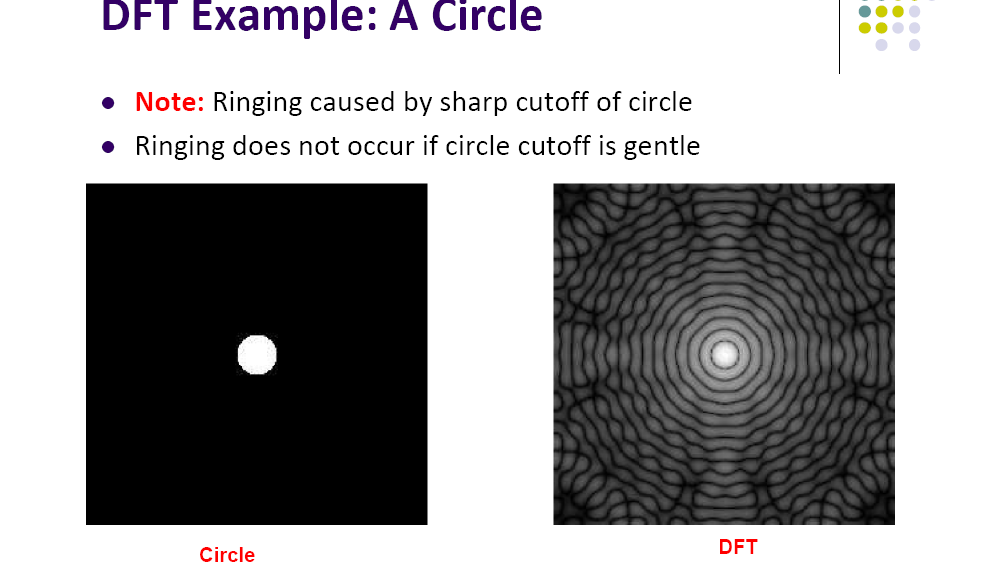 DFT Example: A Circle
Note: Ringing caused by sharp cutoff of circle
Ringing does not occur if circle cutoff is gentle
Circle
DFT